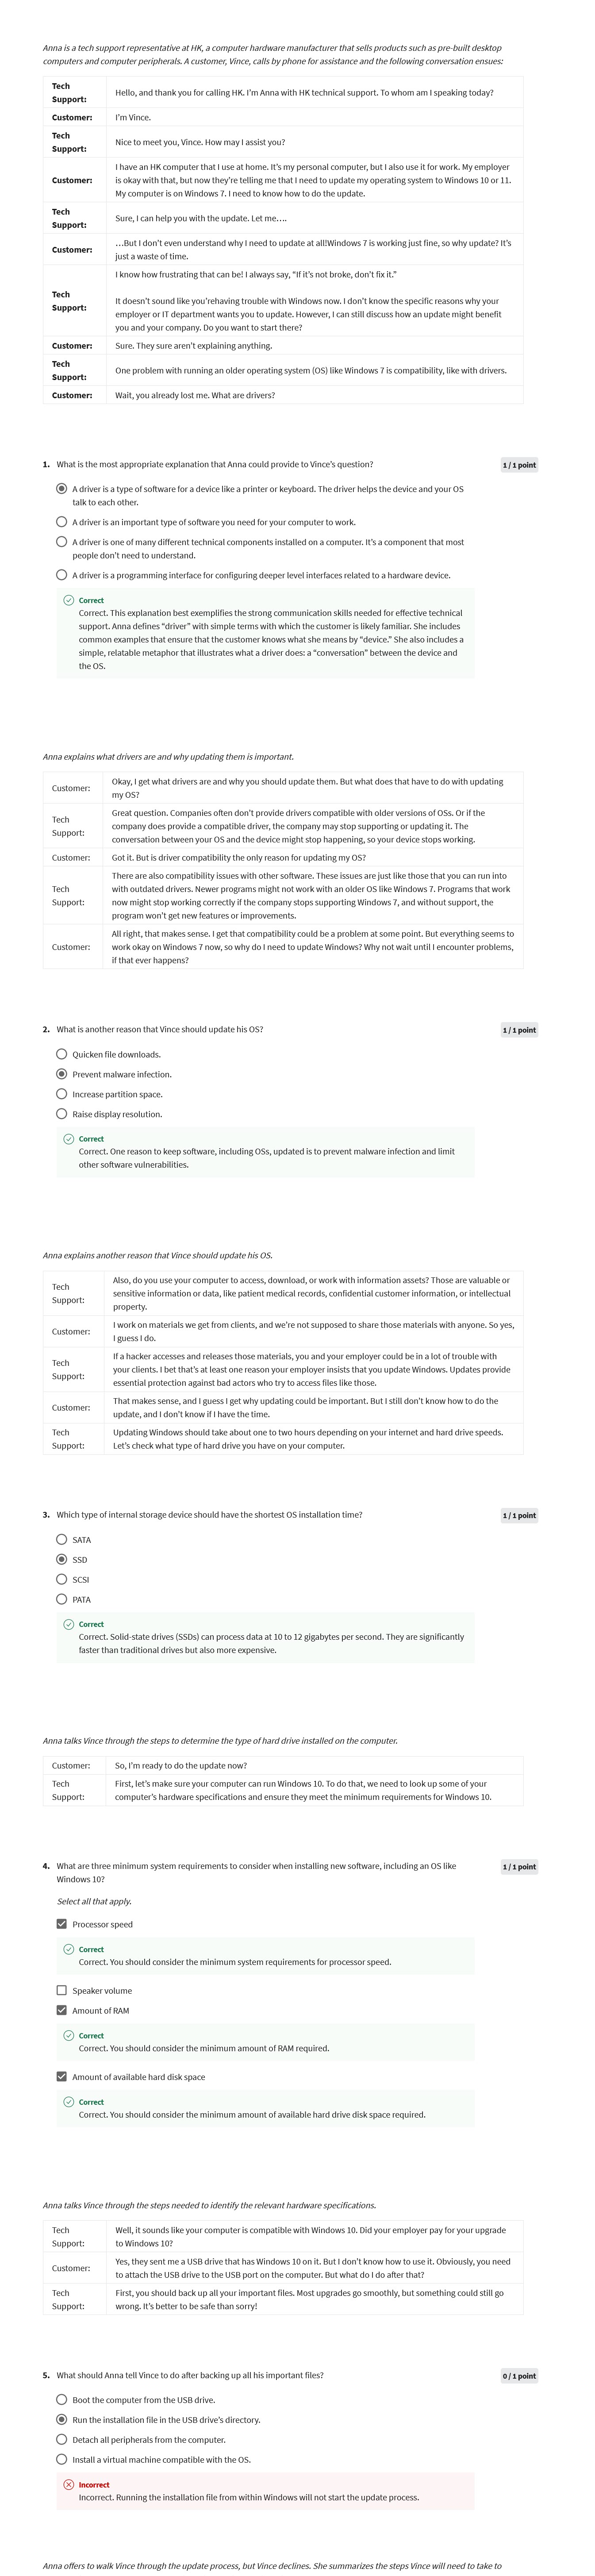 Anna is a tech support representative at HK, a computer hardware manufacturer that sells products such as pre-built desktop
computers and computer peripherals. A customer, Vince, calls by phone for assistance and the following conversation ensues:
Tech
Support:
Hello, and thank you for calling HK. I'm Anna with HK technical support. To whom am I speaking today?
Customer:
I'm Vince.
Tech
Support:
Nice to meet you, Vince. How may I assist you?
Customer:
I have an HK computer that I use at home. It's my personal computer, but I also use it for work. My employer
is okay with that, but now they're telling me that I need to update my operating system to Windows 10 or 11.
My computer is on Windows 7. I need to know how to do the update.
Tech
Support:
Sure, I can help you with the update. Let me….
Customer:
…But I don't even understand why I need to update at all!Windows 7 is working just fine, so why update? It's
just a waste of time.
Tech
Support:
I know how frustrating that can be! I always say, "If it's not broke, don't fix it."
It doesn't sound like you'rehaving trouble with Windows now. I don't know the specific reasons why your
employer or IT department wants you to update. However, I can still discuss how an update might benefit
you and your company. Do you want to start there?
Customer:
Sure. They sure aren't explaining anything.
Tech
Support:
One problem with running an older operating system (OS) like Windows 7 is compatibility, like with drivers.
Customer:
Wait, you already lost me. What are drivers?
1. What is the most appropriate explanation that Anna could provide to Vince's question?
1 / 1 point
A driver is a type of software for a device like a printer or keyboard. The driver helps the device and your OS
talk to each other.
A driver is an important type of software you need for your computer to work.
A driver is one of many different technical components installed on a computer. It's a component that most
people don't need to understand.
A driver is a programming interface for configuring deeper level interfaces related to a hardware device.
Correct
Correct. This explanation best exemplifies the strong communication skills needed for effective technical
support. Anna defines "driver" with simple terms with which the customer is likely familiar. She includes
common examples that ensure that the customer knows what she means by "device." She also includes a
simple, relatable metaphor that illustrates what a driver does: a "conversation" between the device and
the OS.
Anna explains what drivers are and why updating them is important.
Customer:
Okay, I get what drivers are and why you should update them. But what does that have to do with updating
my OS?
Tech
Support:
Great question. Companies often don't provide drivers compatible with older versions of OSs. Or if the
company does provide a compatible driver, the company may stop supporting or updating it. The
conversation between your OS and the device might stop happening, so your device stops working.
Customer:
Got it. But is driver compatibility the only reason for updating my OS?
Tech
Support:
There are also compatibility issues with other software. These issues are just like those that you can run into
with outdated drivers. Newer programs might not work with an older OS like Windows 7. Programs that work
now might stop working correctly if the company stops supporting Windows 7, and without support, the
program won't get new features or improvements.
Customer:
All right, that makes sense. I get that compatibility could be a problem at some point. But everything seems to
work okay on Windows 7 now, so why do I need to update Windows? Why not wait until I encounter problems,
if that ever happens?
2. What is another reason that Vince should update his OS?
1 / 1 point
Quicken file downloads.
Prevent malware infection.
Increase partition space.
Raise display resolution.
Correct
Correct. One reason to keep software, including OSs, updated is to prevent malware infection and limit
other software vulnerabilities.
Anna explains another reason that Vince should update his OS.
Tech
Support:
Also, do you use your computer to access, download, or work with information assets? Those are valuable or
sensitive information or data, like patient medical records, confidential customer information, or intellectual
property.
Customer:
I work on materials we get from clients, and we're not supposed to share those materials with anyone. So yes,
I guess I do.
Tech
Support:
If a hacker accesses and releases those materials, you and your employer could be in a lot of trouble with
your clients. I bet that's at least one reason your employer insists that you update Windows. Updates provide
essential protection against bad actors who try to access files like those.
Customer:
That makes sense, and I guess I get why updating could be important. But I still don't know how to do the
update, and I don't know if I have the time.
Tech
Support:
Updating Windows should take about one to two hours depending on your internet and hard drive speeds.
Let's check what type of hard drive you have on your computer.
3. Which type of internal storage device should have the shortest OS installation time?
1 / 1 point
SATA
SSD
SCSI
PATA
Correct
Correct. Solid-state drives (SSDs) can process data at 10 to 12 gigabytes per second. They are significantly
faster than traditional drives but also more expensive.
Anna talks Vince through the steps to determine the type of hard drive installed on the computer.
Customer:
So, I'm ready to do the update now?
Tech
Support:
First, let's make sure your computer can run Windows 10. To do that, we need to look up some of your
computer's hardware specifications and ensure they meet the minimum requirements for Windows 10.
4. What are three minimum system requirements to consider when installing new software, including an OS like
Windows 10?
1 / 1 point
Select all that apply.
Processor speed
Correct
Correct. You should consider the minimum system requirements for processor speed.
Speaker volume
Amount of RAM
Correct
Correct. You should consider the minimum amount of RAM required.
Amount of available hard disk space
Correct
Correct. You should consider the minimum amount of available hard drive disk space required.
Anna talks Vince through the steps needed to identify the relevant hardware specifications.
Tech
Support:
Well, it sounds like your computer is compatible with Windows 10. Did your employer pay for your upgrade
to Windows 10?
Customer:
Yes, they sent me a USB drive that has Windows 10 on it. But I don't know how to use it. Obviously, you need
to attach the USB drive to the USB port on the computer. But what do I do after that?
Tech
Support:
First, you should back up all your important files. Most upgrades go smoothly, but something could still go
wrong. It's better to be safe than sorry!
5. What should Anna tell Vince to do after backing up all his important files?
0 / 1 point
Boot the computer from the USB drive.
Run the installation file in the USB drive's directory.
Detach all peripherals from the computer.
Install a virtual machine compatible with the OS.
Incorrect
Incorrect. Running the installation file from within Windows will not start the update process.
Anna offers to walk Vince through the update process, but Vince declines. She summarizes the steps Vince will need to take to